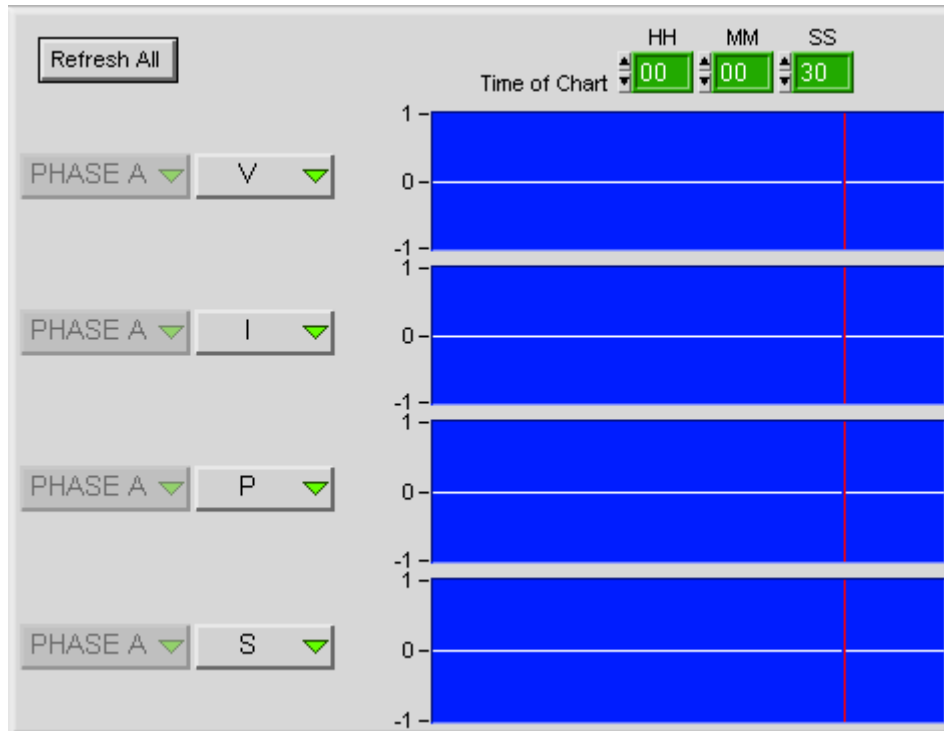 HH MM SS
Refresh All
Time of Chart 00 00 30
1
PHASE A V 0
-1
1
PHASE A I 0
-1
1
PHASE A P 0
-1
1
PHASE A S 0
-1